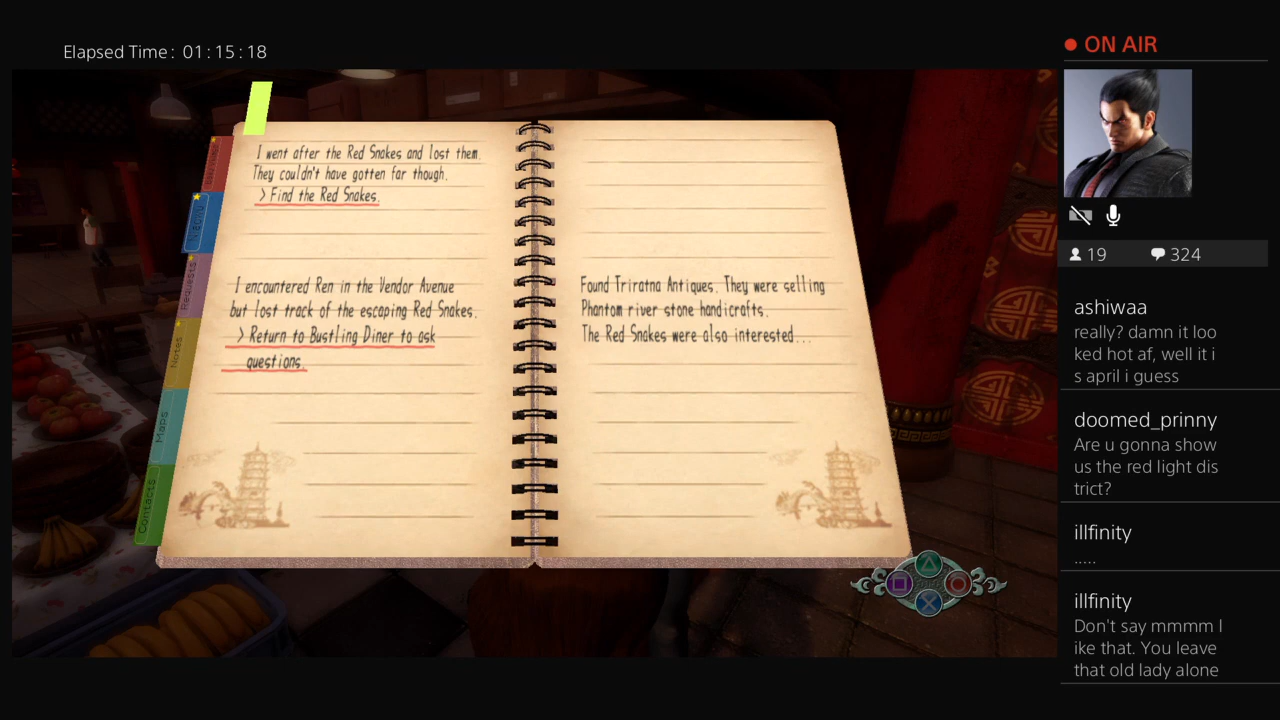 Elapsed Time: 01:15:18
I went after the Red Snakes and lost them.
They couldn't have gotten far though.
> Find the Red Snakes.
I encountered Ren in the Vendor Avenue
but lost track of the escaping Red Snakes.
> Return to Bustling Diner to ask
questions.
Requests
Notes
Maps
Contacts
Found Triratna Antiques. They were selling
Phantom river stone handicrafts.
The Red Snakes were also interested...
ON AIR
19
324
ashiwaa
really? damn it loo
ked hot af, well it i
s april i guess
doomed_prinny
Are u gonna show
us the red light dis
trict?
illfinity
.....
illfinity
Don't say mmmm l
ike that. You leave
that old lady alone